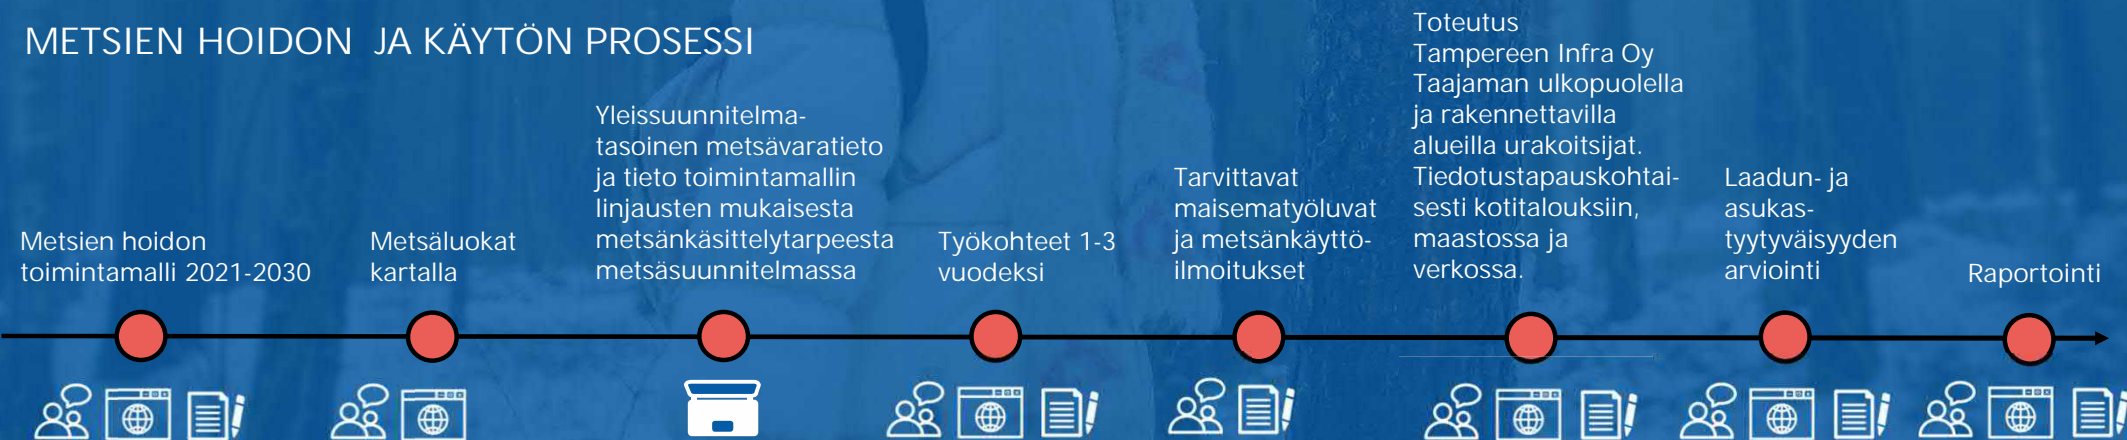 METSIEN HOIDON JA KÄYTÖN PROSESSI
Metsien hoidon
toimintamalli 2021-2030
Metsäluokat
kartalla
Yleissuunnitelma-
tasoinen metsävaratieto
ja tieto toimintamallin
linjausten mukaisesta
metsänkäsittelytarpeesta
metsäsuunnitelmassa
Työkohteet 1-3
vuodeksi
Tarvittavat
maisematyöluvat
ja metsänkäyttö-
ilmoitukset
Toteutus
Tampereen Infra Oy
Taajaman ulkopuolella
ja rakennettavilla
alueilla urakoitsijat.
Tiedotustapauskohtai-
sesti kotitalouksiin,
maastossa ja
verkossa.
Laadun- ja
asukas-
tyytyväisyyden
arviointi
Raportointi